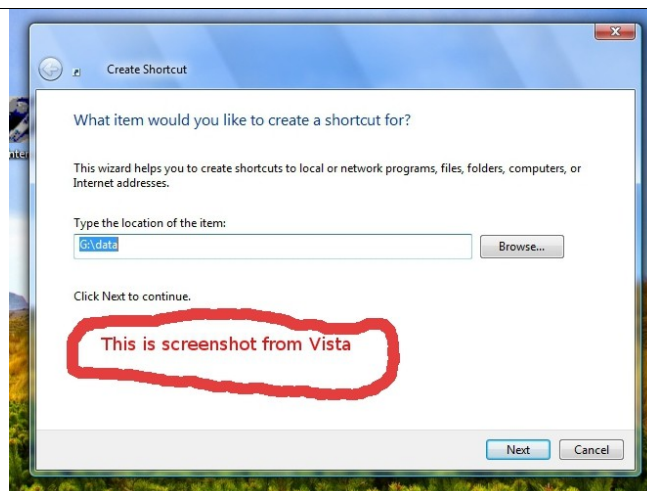 Create Shortcut
What item would you like to create a shortcut for?
This wizard helps you to create shortcuts to local or network programs, files, folders, computers, or
Internet addresses.
Type the location of the item:
G:\data
Browse...
Click Next to continue.
This is screenshot from Vista
Next
Cancel